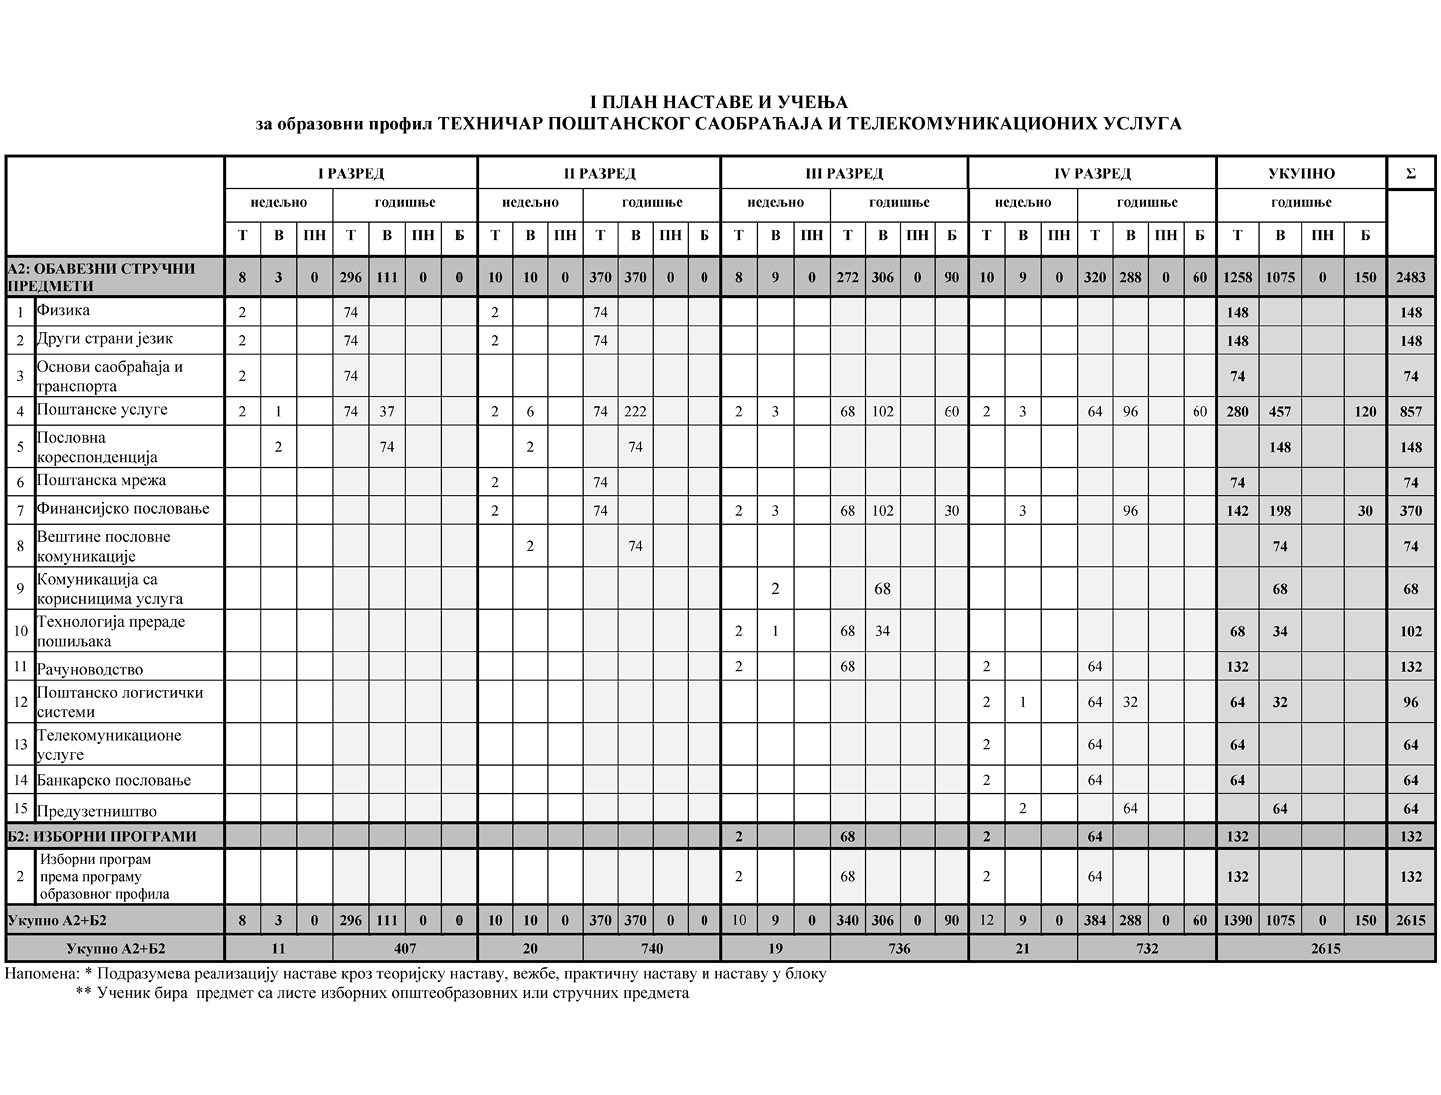 I ПЛАН НАСТАВЕ И УЧЕЊА
за образовни профил ТЕХНИЧАР ПОШТАНСКОГ САОБРАЋАЈА И ТЕЛЕКОМУНИКАЦИОНИХ УСЛУГА
I РАЗРЕД II РАЗРЕД III РАЗРЕД IV РАЗРЕД УКУПНО Σ
недељно годишње недељно годишње недељно годишње недељно годишње годишње
Т В ПН Т В ПН Б Т В ПН Т В ПН Б Т В ПН Т В ПН Б Т В ПН Т В ПН Б Т В ПН Б
А2: ОБАВЕЗНИ СТРУЧНИ
ПРЕДМЕТИ 8 3 0 296 111 0 0 10 10 0 370 370 0 0 8 9 0 272 306 0 90 10 9 0 320 288 0 60 1258 1075 0 150 2483
1 Физика 2 74 2 74 148 148
2 Други страни језик 2 74 2 74 148 148
3 Основи саобраћаја и
транспорта 2 74 74 74
4 Поштанске услуге 2 1 74 37 2 6 74 222 2 3 68 102 60 2 3 64 96 60 280 457 120 857
5 Пословна
кореспонденција 2 74 2 74 148 148
6 Поштанска мрежа 2 74 74 74
7 Финансијско пословање 2 74 2 3 68 102 30 3 96 142 198 30 370
8 Вештине пословне
комуникације 2 74 74 74
9 Комуникација са
корисницима услуга 2 68 68 68
10 Технологија прераде
пошиљака 2 1 68 34 68 34 102
11 Рачуноводство 2 68 2 64 132 132
12 Поштанско логистички
системи 2 1 64 32 64 32 96
13 Телекомуникационе
услуге 2 64 64 64
14 Банкарско пословање 2 64 64 64
15 Предузетништво 2 64 64 64
Б2: ИЗБОРНИ ПРОГРАМИ 2 68 2 64 132 132
2 Изборни програм
према програму
образовног профила 2 68 2 64 132 132
Укупно А2+Б2 8 3 0 296 111 0 0 10 10 0 370 370 0 0 10 9 0 340 306 0 90 12 9 0 384 288 0 60 1390 1075 0 150 2615
Укупно А2+Б2 11 407 20 740 19 736 21 732 2615
Напомена: * Подразумева реализацију наставе кроз теоријску наставу, вежбе, практичну наставу и наставу у блоку
** Ученик бира предмет са листе изборних општеобразовних или стручних предмета